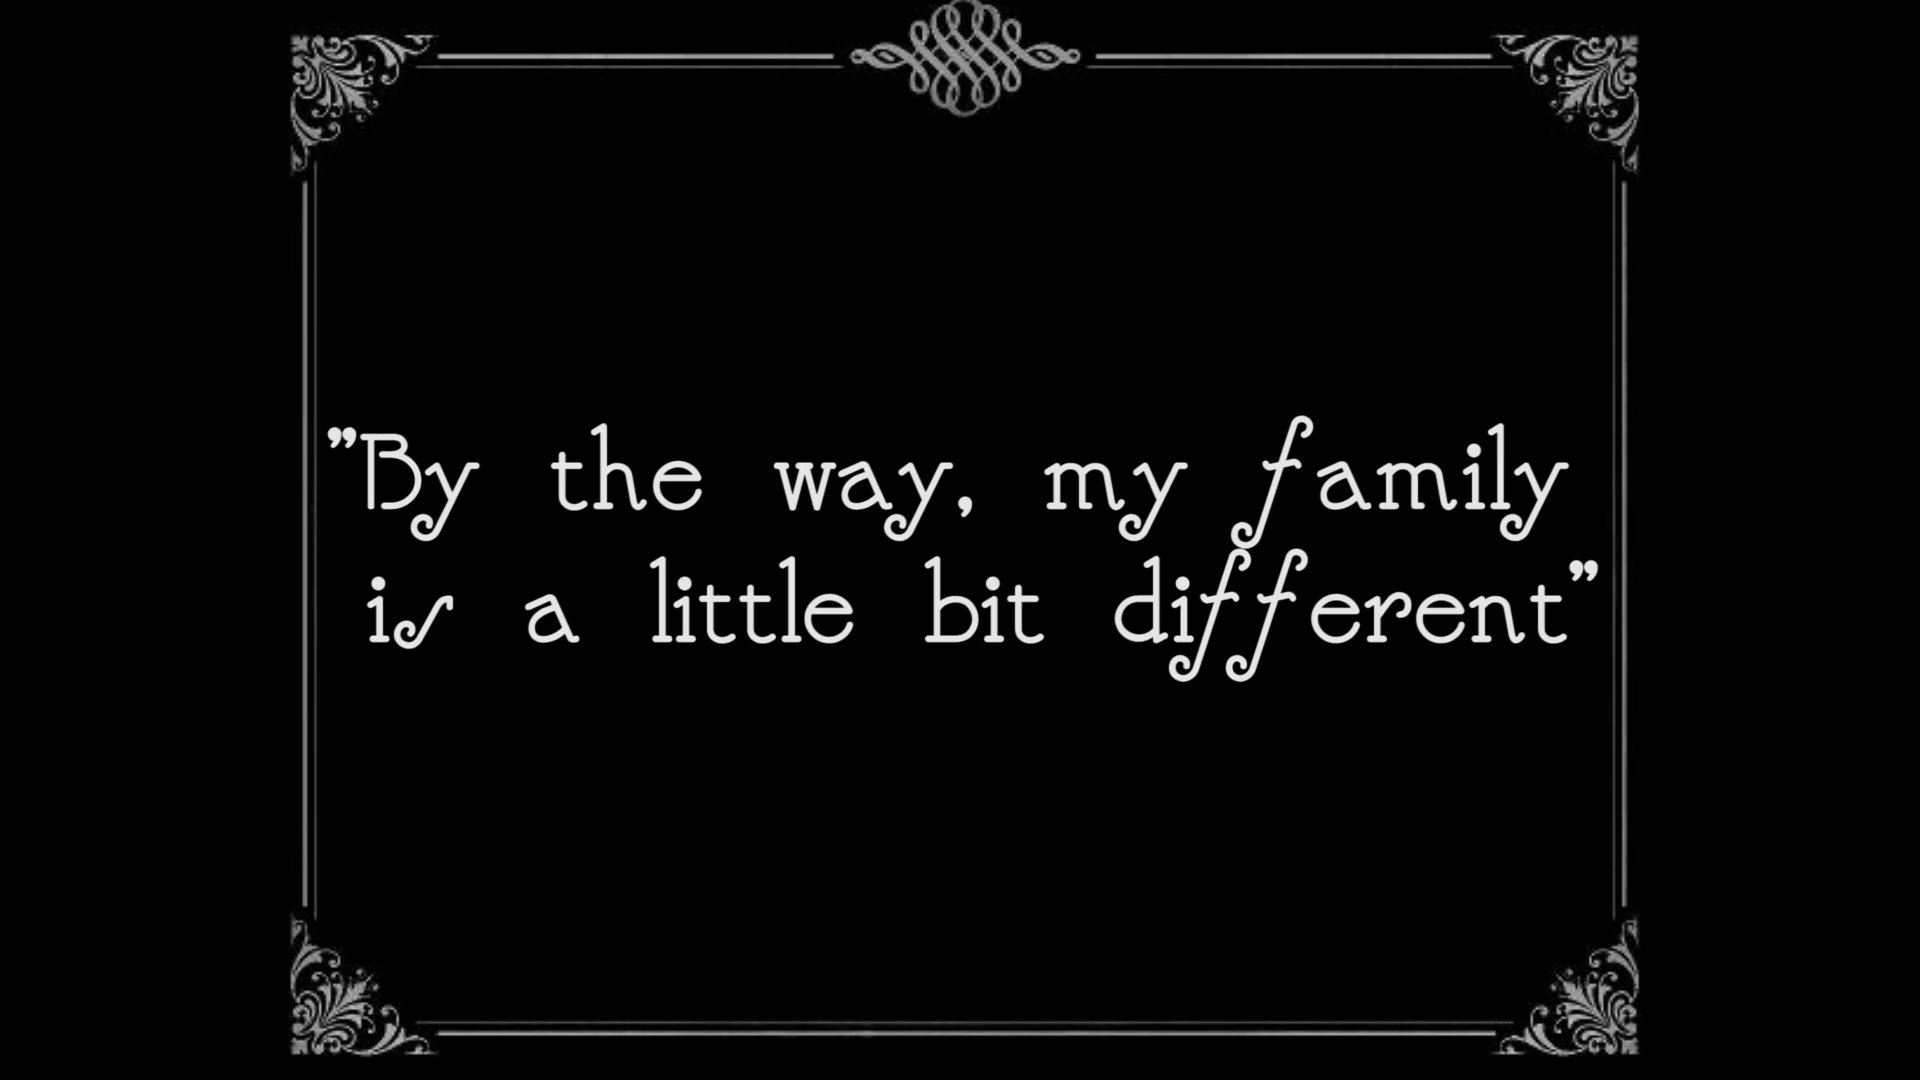 ”By the way, my family
is a little bit different”